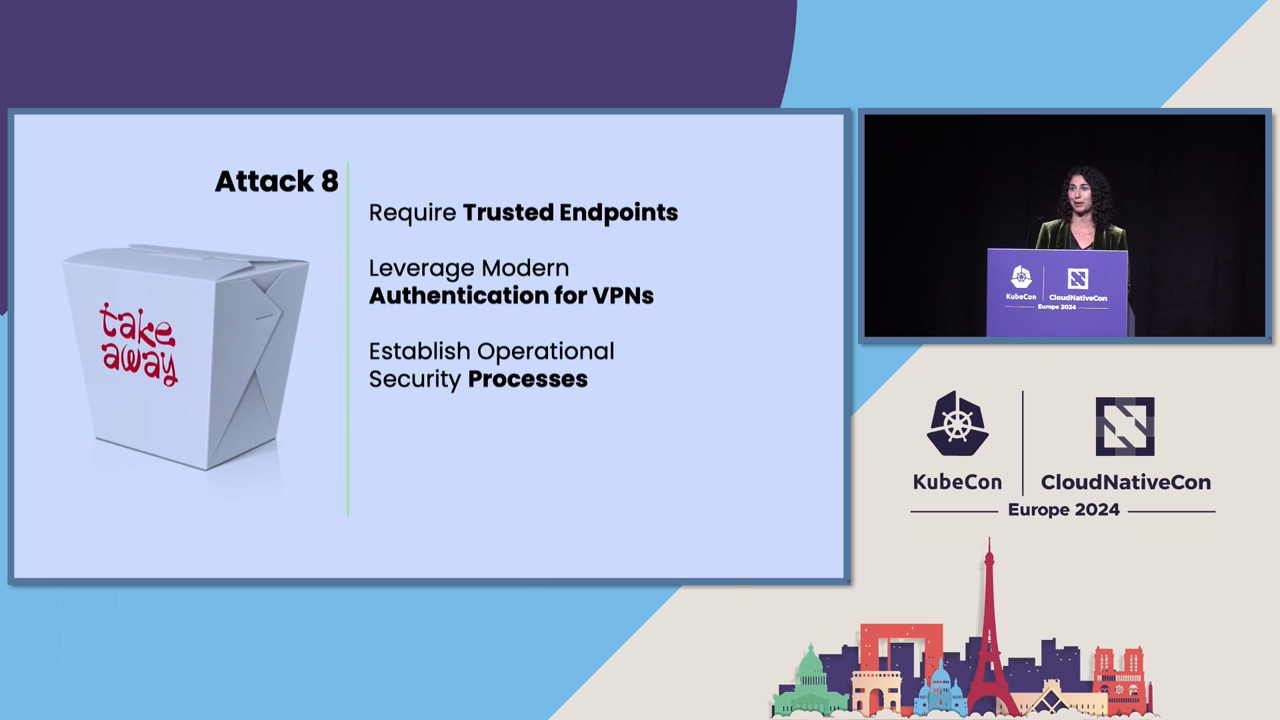 Attack 8
take
away
Require Trusted Endpoints
Leverage Modern
Authentication for VPNs
Establish Operational
Security Processes
KubeCon
CloudNativeCon
Europe 2024
KubeCon
CloudNativeCon
Europe 2024